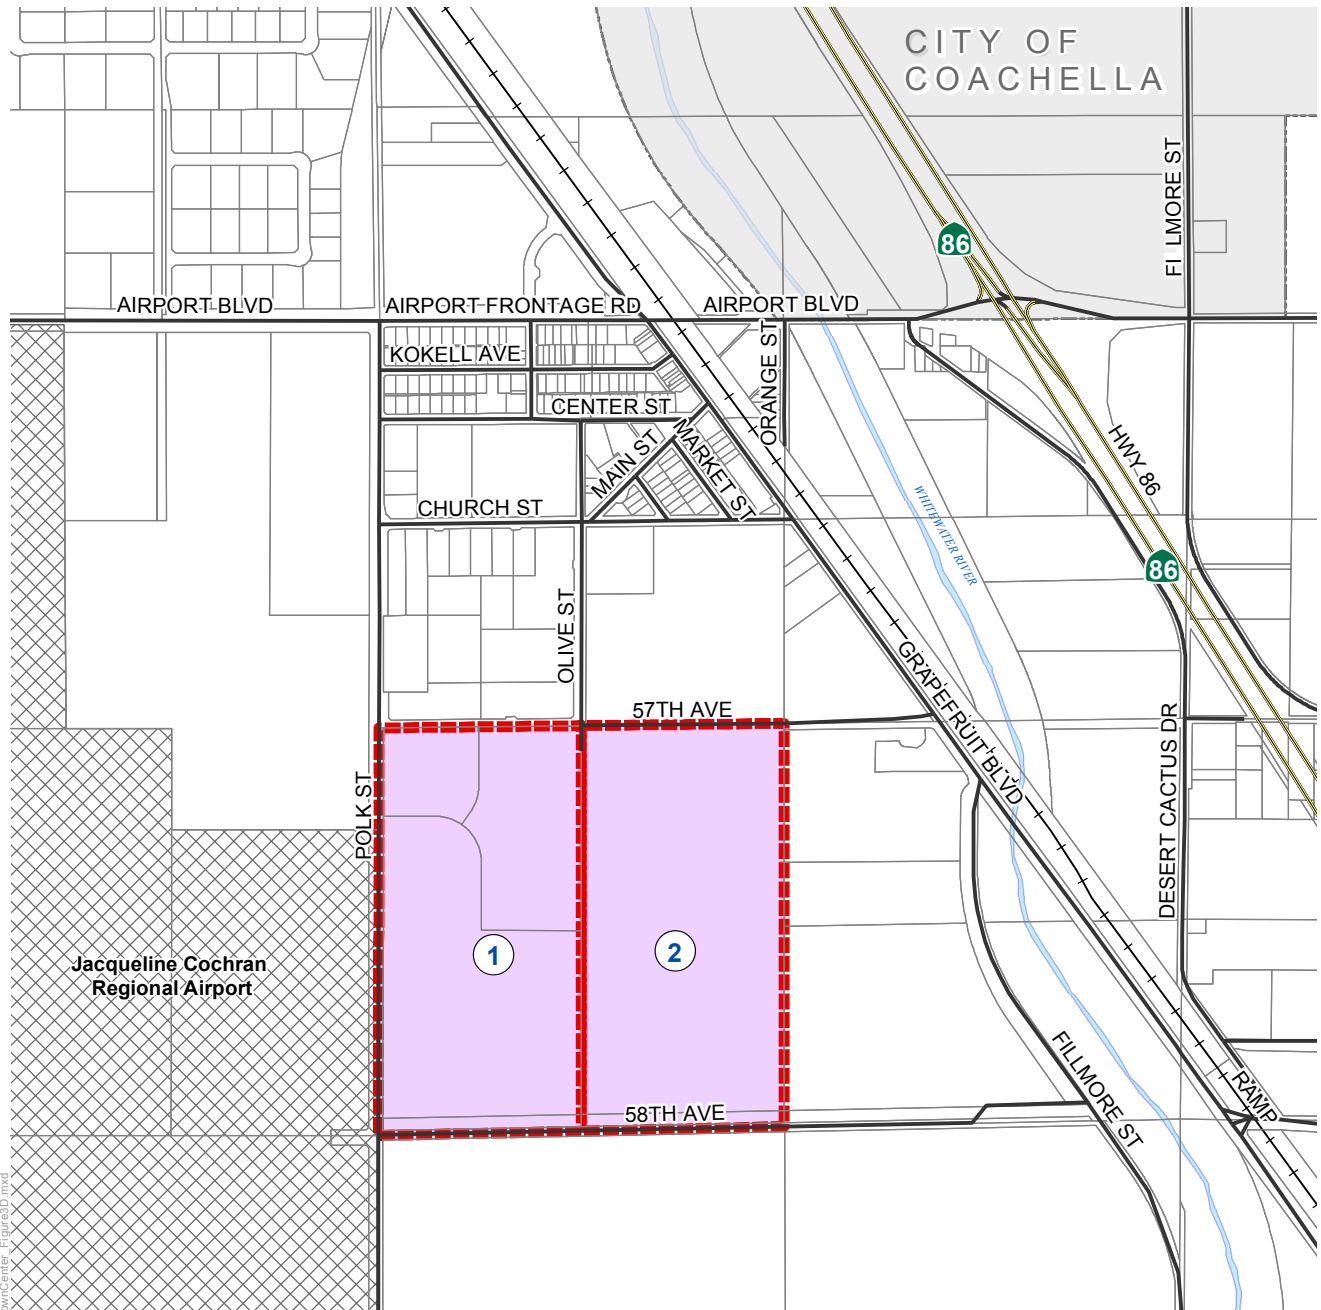 CITY OF
COACHELLA
FI LMORE ST
86
AIRPORT BLVD
AIRPORT FRONTAGE RD
AIRPORT BLVD
KOKELL AVE
ORANGE ST
CENTER ST
MAIN ST
MARKET ST
HWY 86
CHURCH ST
WHITEWATER RIVER
86
OLIVE ST
GRAPEFRUIT BLVD
57TH AVE
DESERT CACTUS DR
POLK ST
1
2
Jacqueline Cochran
Regional Airport
58TH AVE
FILLMORE ST
RAMP
ownCenter_Figure3D.mxd